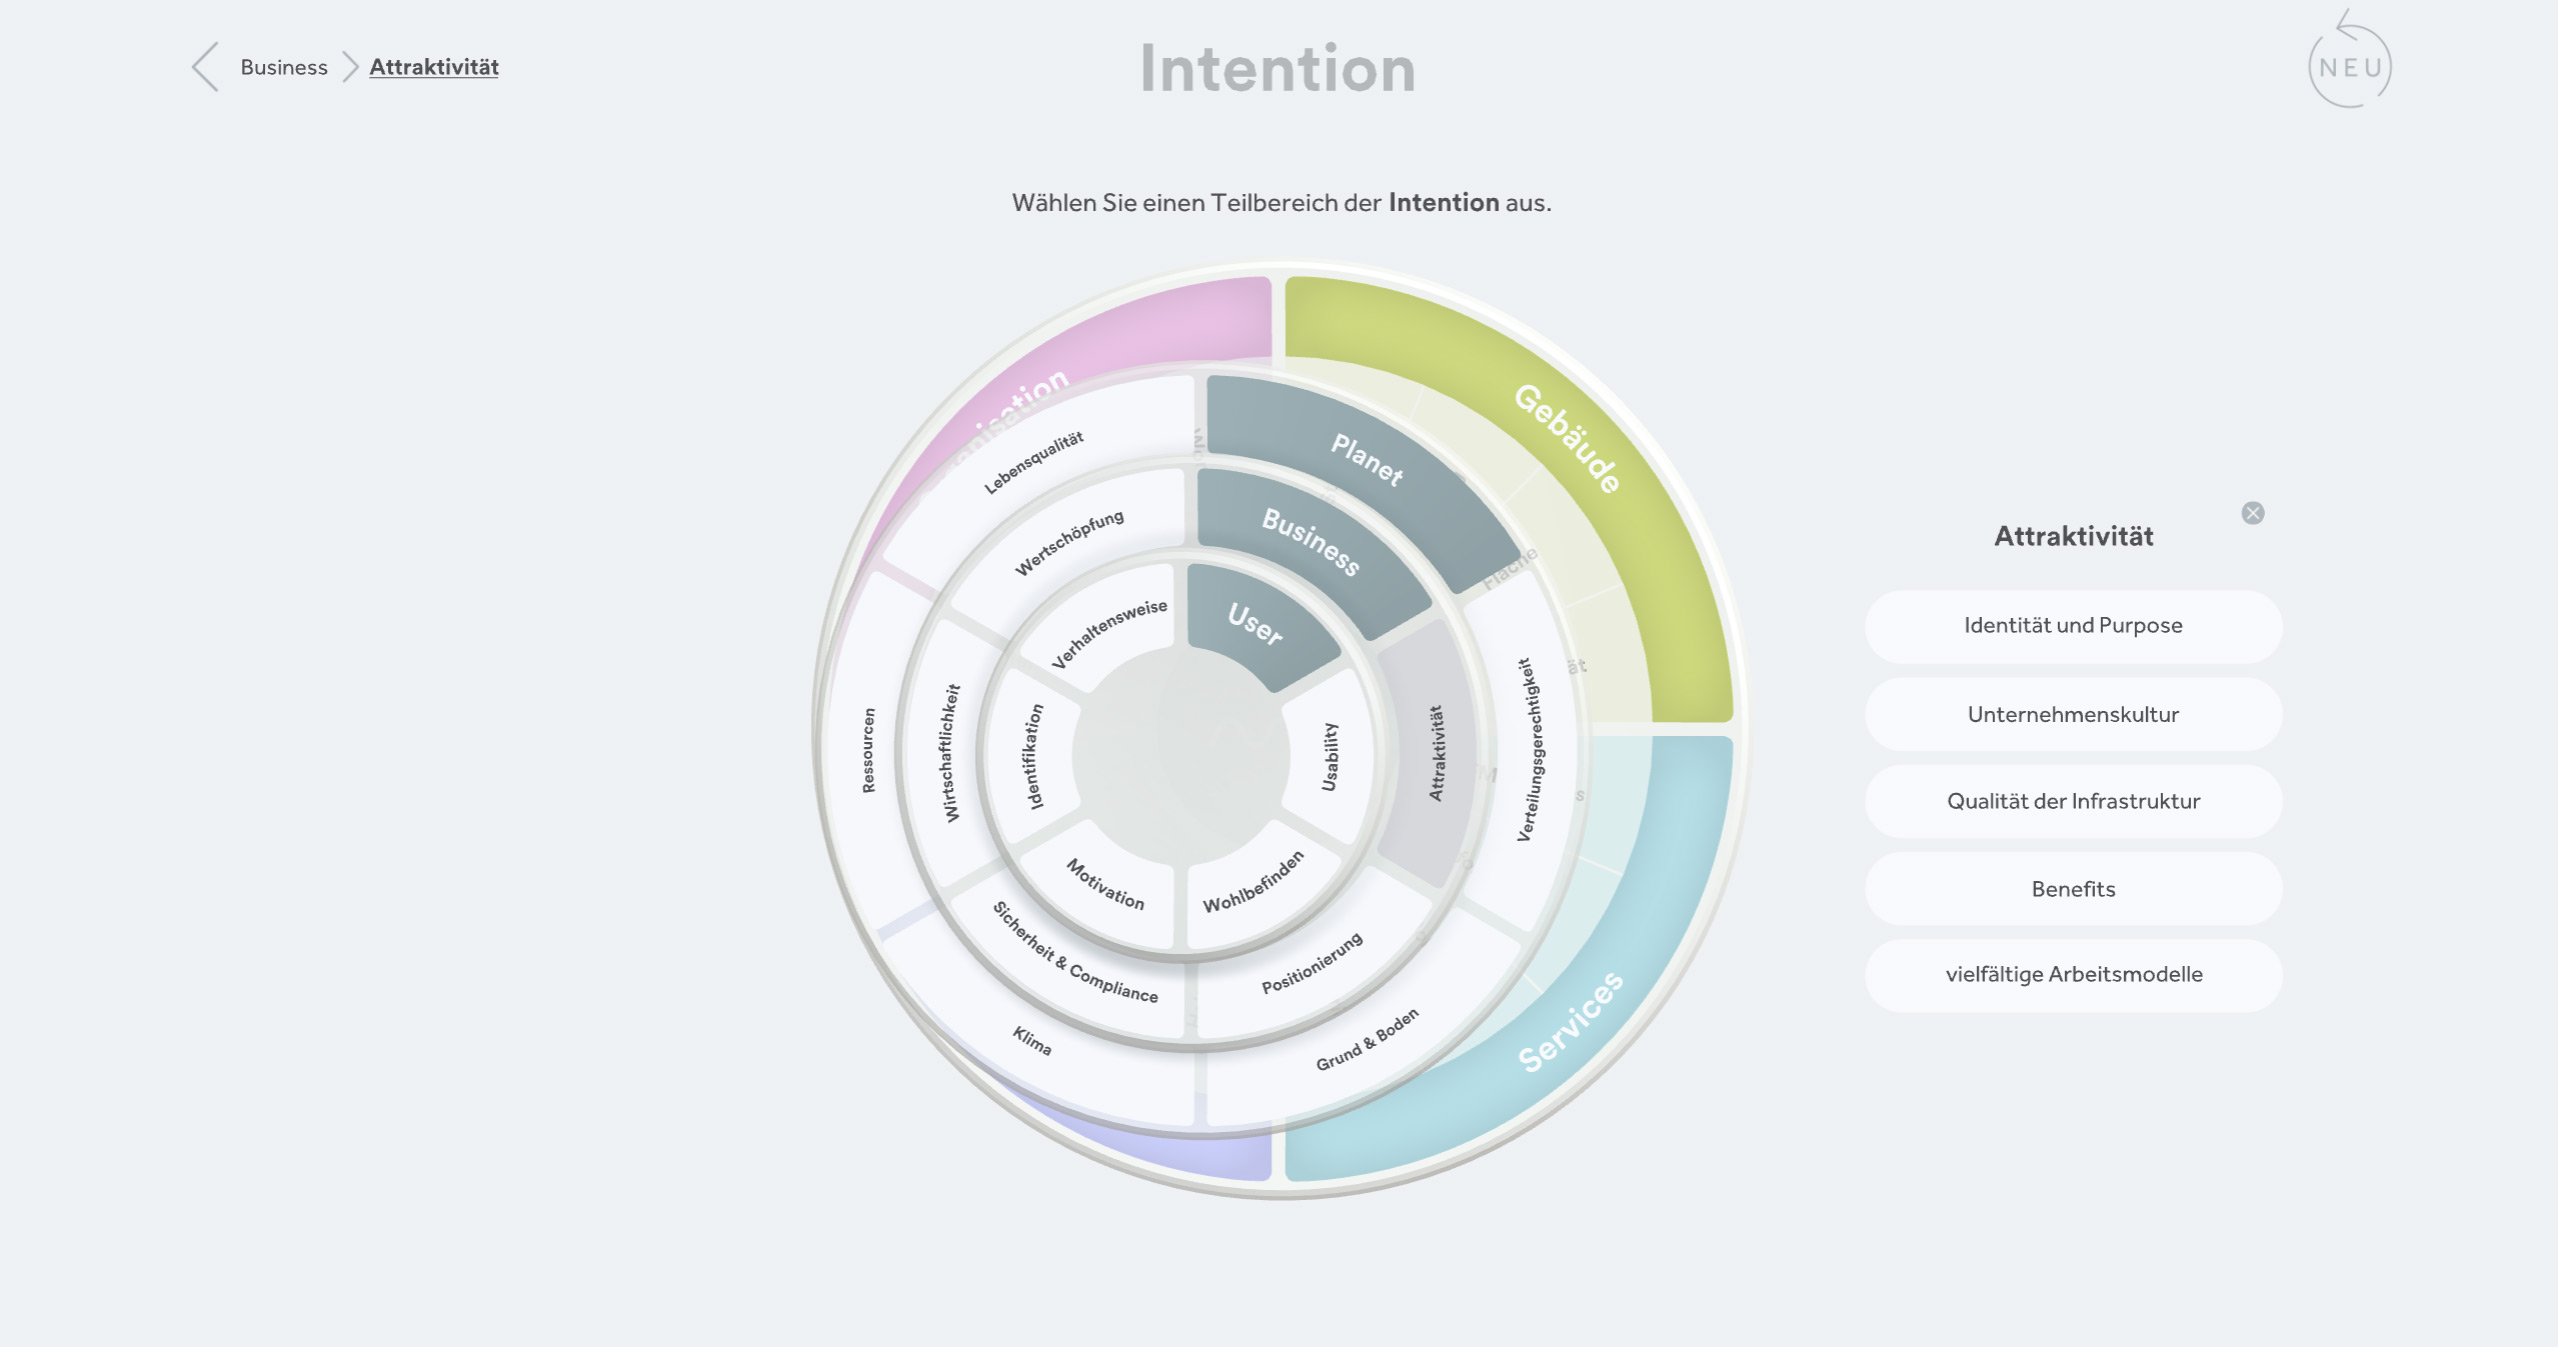 Business
Attraktivität
Intention
NEU
Wählen Sie einen Teilbereich der Intention aus.
Gebäude
Services
Planet
Lebensqualität
Ressourcen
Klima
Grund & Boden
Verteilungsgerechtigkeit
Business
Wertschöpfung
Wirtschaftlichkeit
Sicherheit & Compliance
Positionierung
Attraktivität
User
Verhaltensweise
Identifikation
Motivation
Wohlbefinden
Usability
Fläche
Attraktivität
Identität und Purpose
Unternehmenskultur
Qualität der Infrastruktur
Benefits
vielfältige Arbeitsmodelle